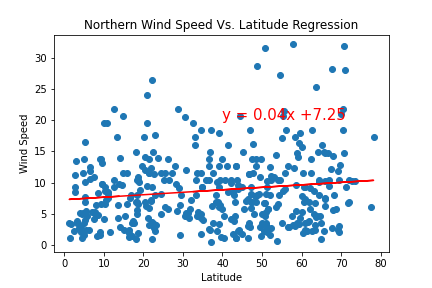 Northern Wind Speed Vs. Latitude Regression
30
25
20
15
10
5
0
Wind Speed
y = 0.04x +7.25
0 10 20 30 40 50 60 70 80
Latitude